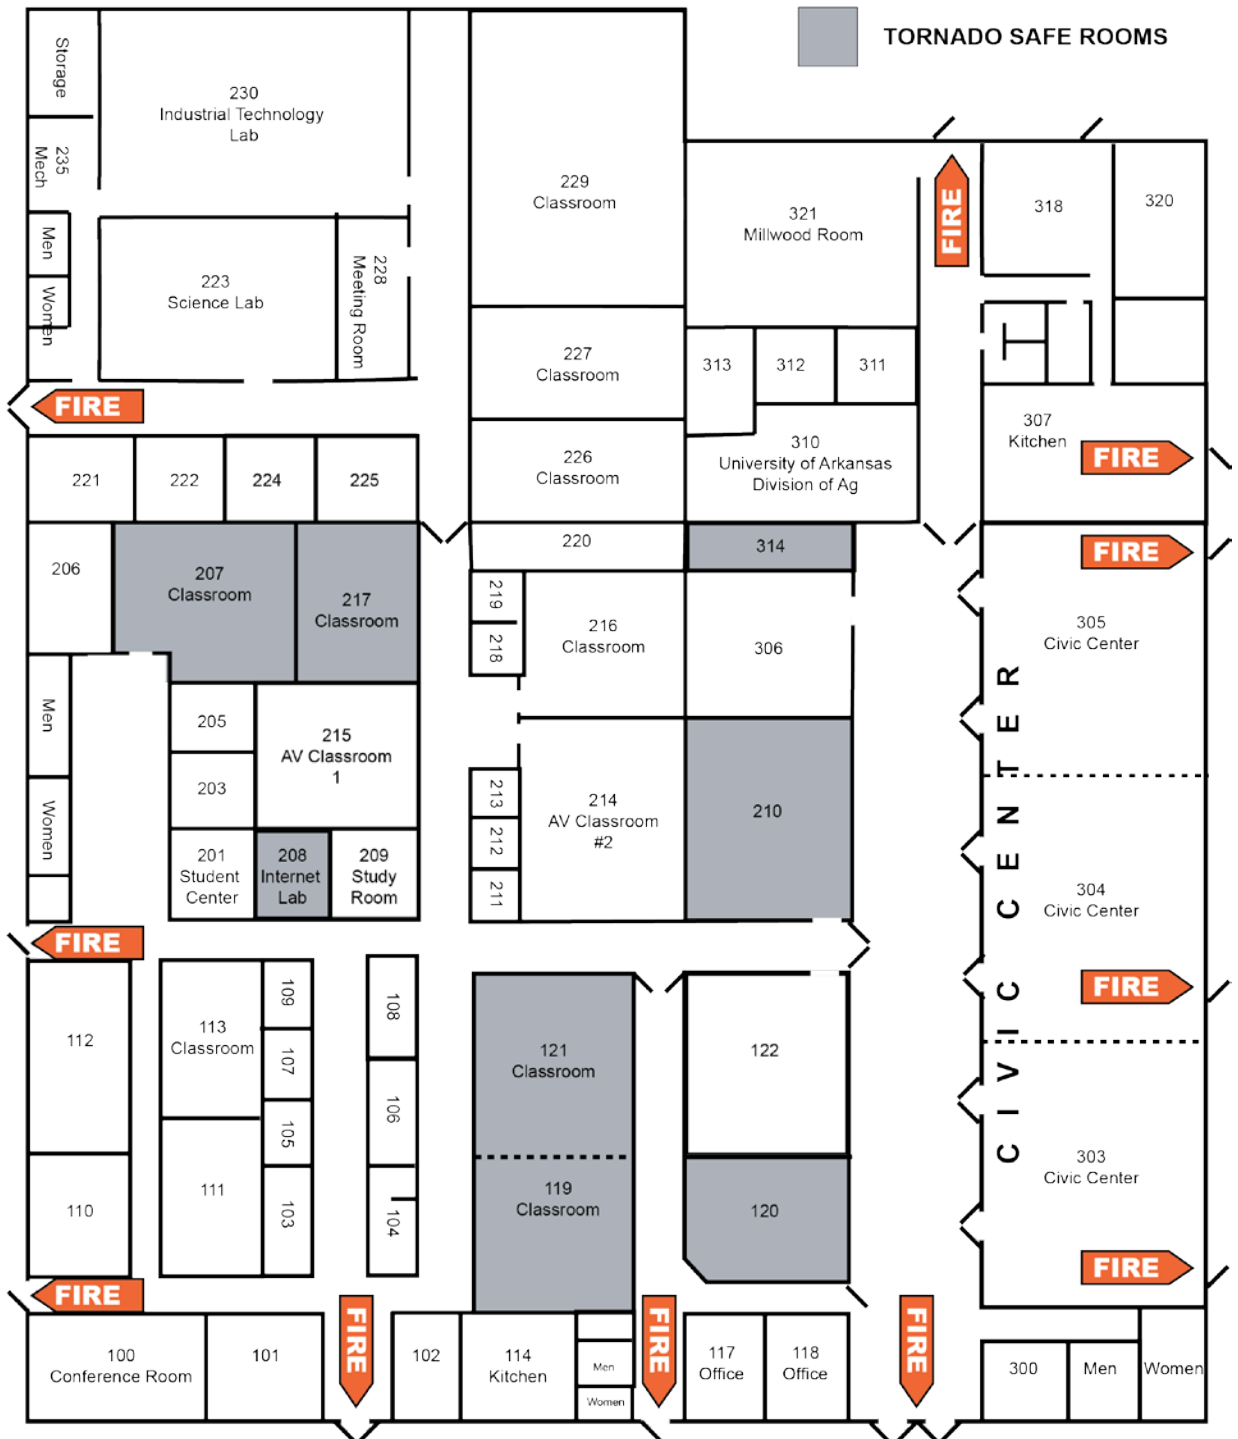 TORNADO SAFE ROOMS
Storage
230
Industrial Technology
Lab
229
Classroom
235
Mech
321
Millwood Room
FIRE
318
320
Men
Women
223
Science Lab
228
Meeting Room
227
Classroom
313
312
311
FIRE
307
Kitchen
FIRE
310
University of Arkansas
Division of Ag
226
Classroom
221
222
224
225
206
207
Classroom
217
Classroom
220
314
FIRE
219
218
216
Classroom
306
305
Civic Center
Men
Women
205
203
215
AV Classroom
1
213
212
211
214
AV Classroom
#2
210
CIVIC CENTER
201
Student
Center
208
Internet
Lab
209
Study
Room
304
Civic Center
FIRE
FIRE
112
113
Classroom
109
107
105
103
108
106
104
121
Classroom
122
110
111
119
Classroom
120
303
Civic Center
FIRE
FIRE
100
Conference Room
101
FIRE
102
114
Kitchen
Men
Women
FIRE
117
Office
118
Office
FIRE
300
Men
Women